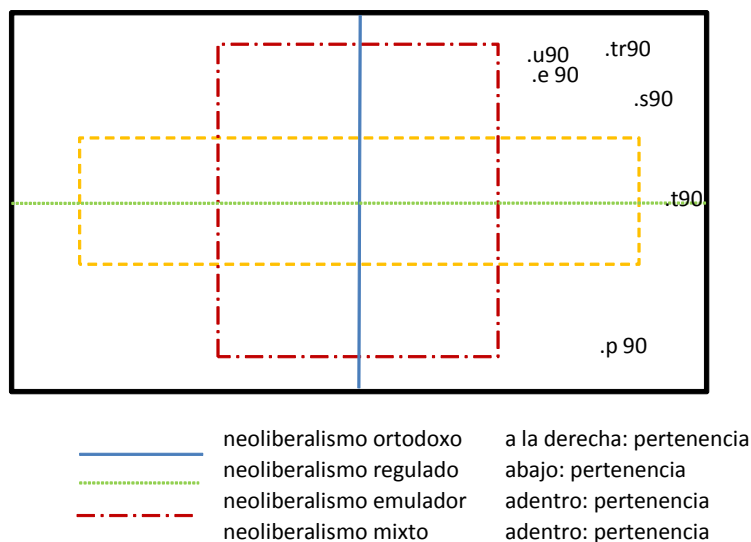 .u90
.tr90
.e 90
.s90
.t90
.p 90
neoliberalismo ortodoxo a la derecha: pertenencia
neoliberalismo regulado abajo: pertenencia
neoliberalismo emulador adentro: pertenencia
neoliberalismo mixto adentro: pertenencia